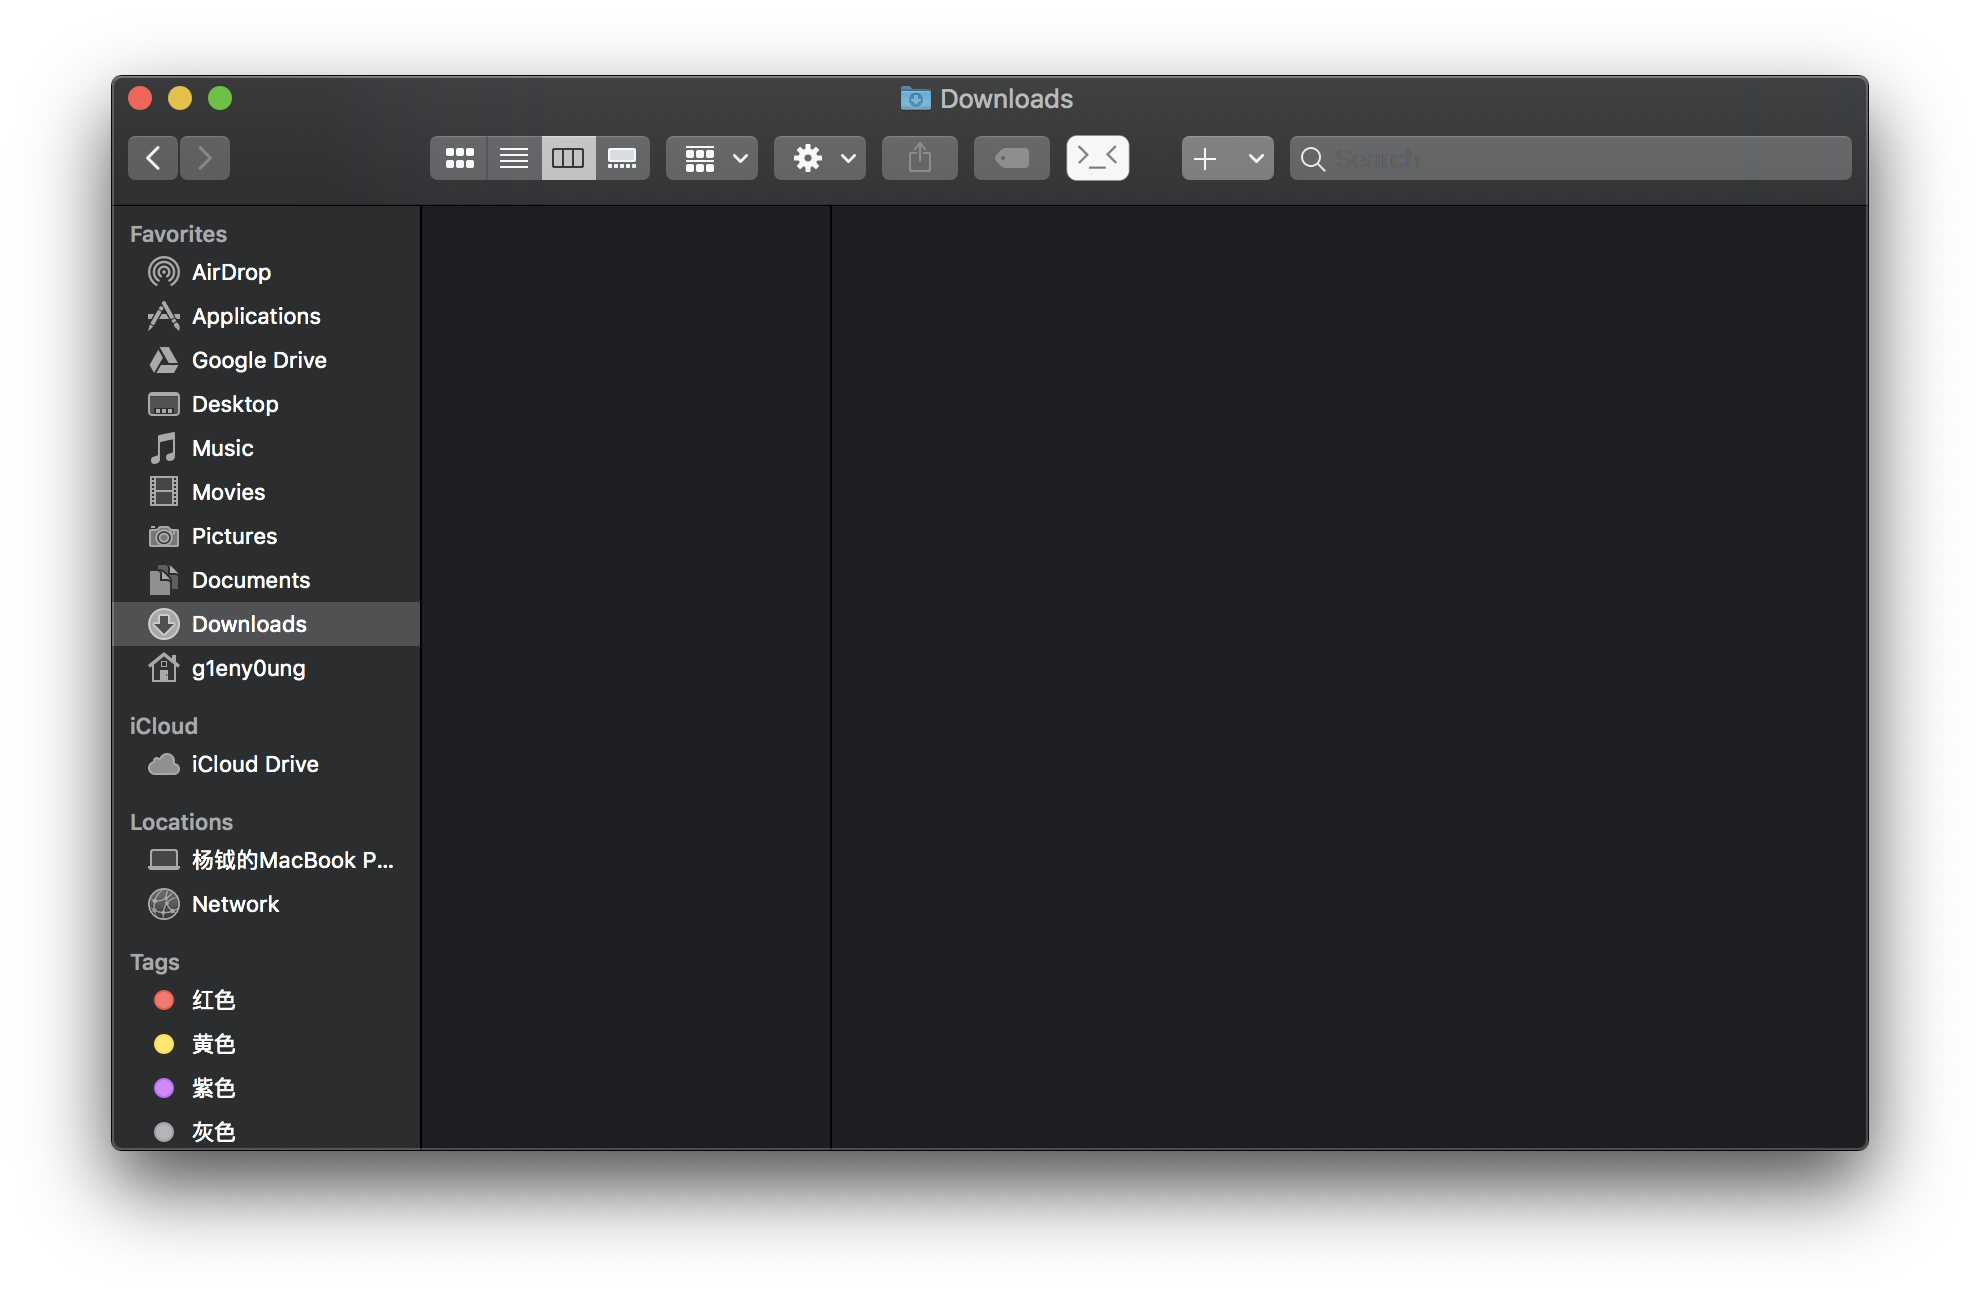 Downloads
>_<
Search
Favorites
AirDrop
Applications
Google Drive
Desktop
Music
Movies
Pictures
Documents
Downloads
g1eny0ung
iCloud
iCloud Drive
Locations
杨钺的MacBook P...
Network
Tags
红色
黄色
紫色
灰色